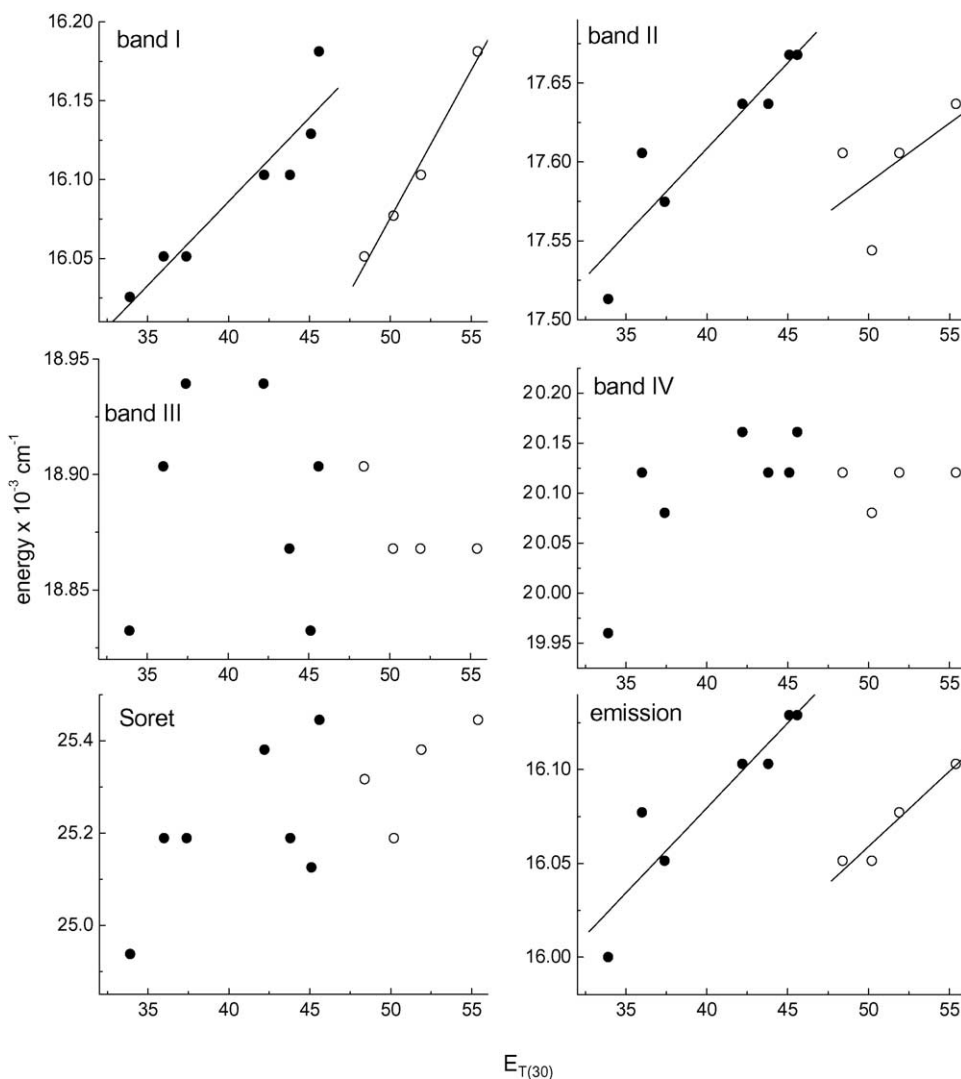 band I
16.20
16.15
16.10
16.05
35 40 45 50 55
band II
17.65
17.60
17.55
17.50
35 40 45 50 55
energy x 10⁻³ cm⁻¹
band III
18.95
18.90
18.85
35 40 45 50 55
band IV
20.20
20.15
20.10
20.05
20.00
19.95
35 40 45 50 55
Soret
25.4
25.2
25.0
35 40 45 50 55
emission
16.10
16.05
16.00
35 40 45 50 55
E_T(30)